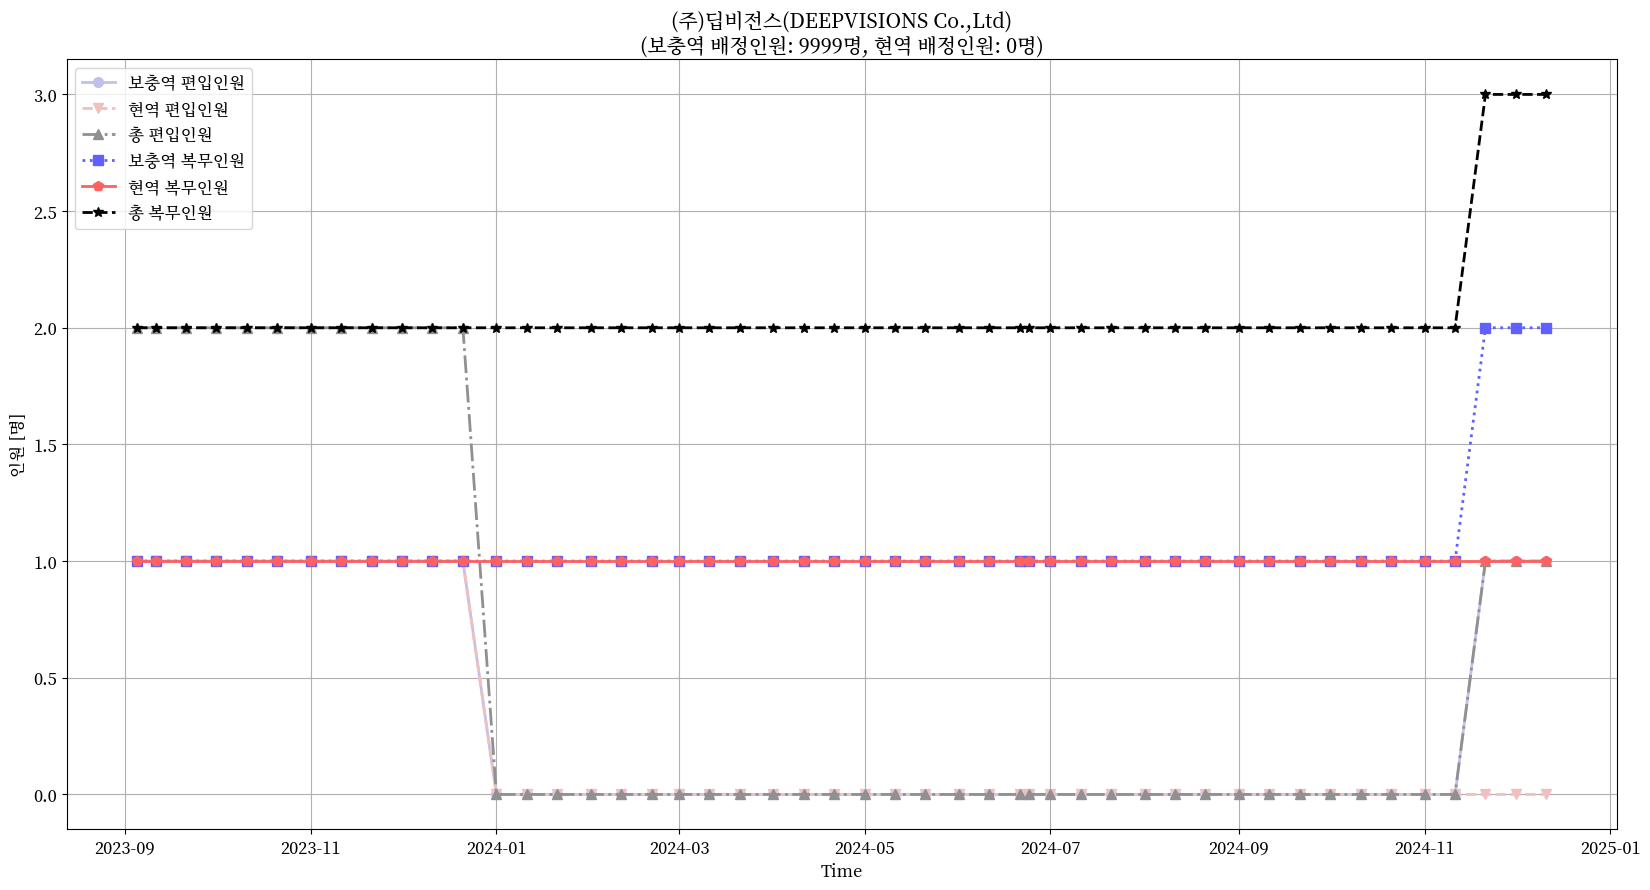 (주)딥비전스(DEEPVISIONS Co.,Ltd)
(보충역 배정인원: 9999명, 현역 배정인원: 0명)
보충역 편입인원
현역 편입인원
총 편입인원
보충역 복무인원
현역 복무인원
총 복무인원
3.0
2.5
2.0
1.5
1.0
0.5
0.0
인원 [명]
2023-09
2023-11
2024-01
2024-03
2024-05
2024-07
2024-09
2024-11
2025-01
Time